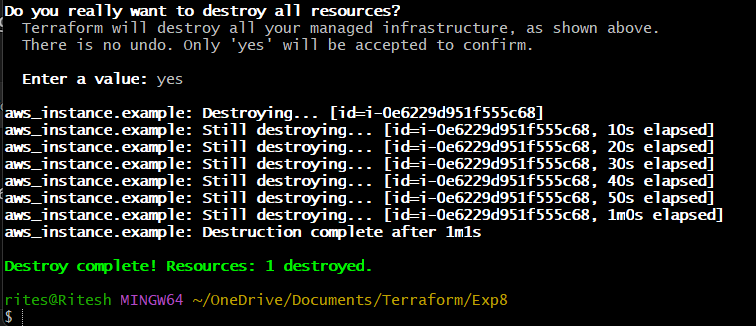 Do you really want to destroy all resources?
Terraform will destroy all your managed infrastructure, as shown above.
There is no undo. Only 'yes' will be accepted to confirm.
Enter a value: yes
aws_instance.example: Destroying... [id=i-0e6229d951f555c68]
aws_instance.example: Still destroying... [id=i-0e6229d951f555c68, 10s elapsed]
aws_instance.example: Still destroying... [id=i-0e6229d951f555c68, 20s elapsed]
aws_instance.example: Still destroying... [id=i-0e6229d951f555c68, 30s elapsed]
aws_instance.example: Still destroying... [id=i-0e6229d951f555c68, 40s elapsed]
aws_instance.example: Still destroying... [id=i-0e6229d951f555c68, 50s elapsed]
aws_instance.example: Still destroying... [id=i-0e6229d951f555c68, 1m0s elapsed]
aws_instance.example: Destruction complete after 1m1s
Destroy complete! Resources: 1 destroyed.
rites@Ritesh MINGW64 ~/OneDrive/Documents/Terraform/Exp8
$